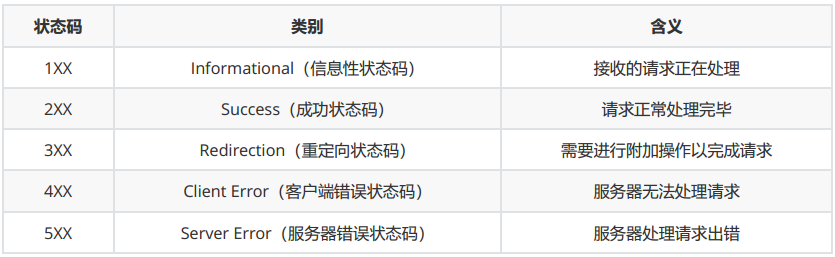 状态码 类别 含义
1XX Informational（信息性状态码） 接收的请求正在处理
2XX Success（成功状态码） 请求正常处理完毕
3XX Redirection（重定向状态码） 需要进行附加操作以完成请求
4XX Client Error（客户端错误状态码） 服务器无法处理请求
5XX Server Error（服务器错误状态码） 服务器处理请求出错